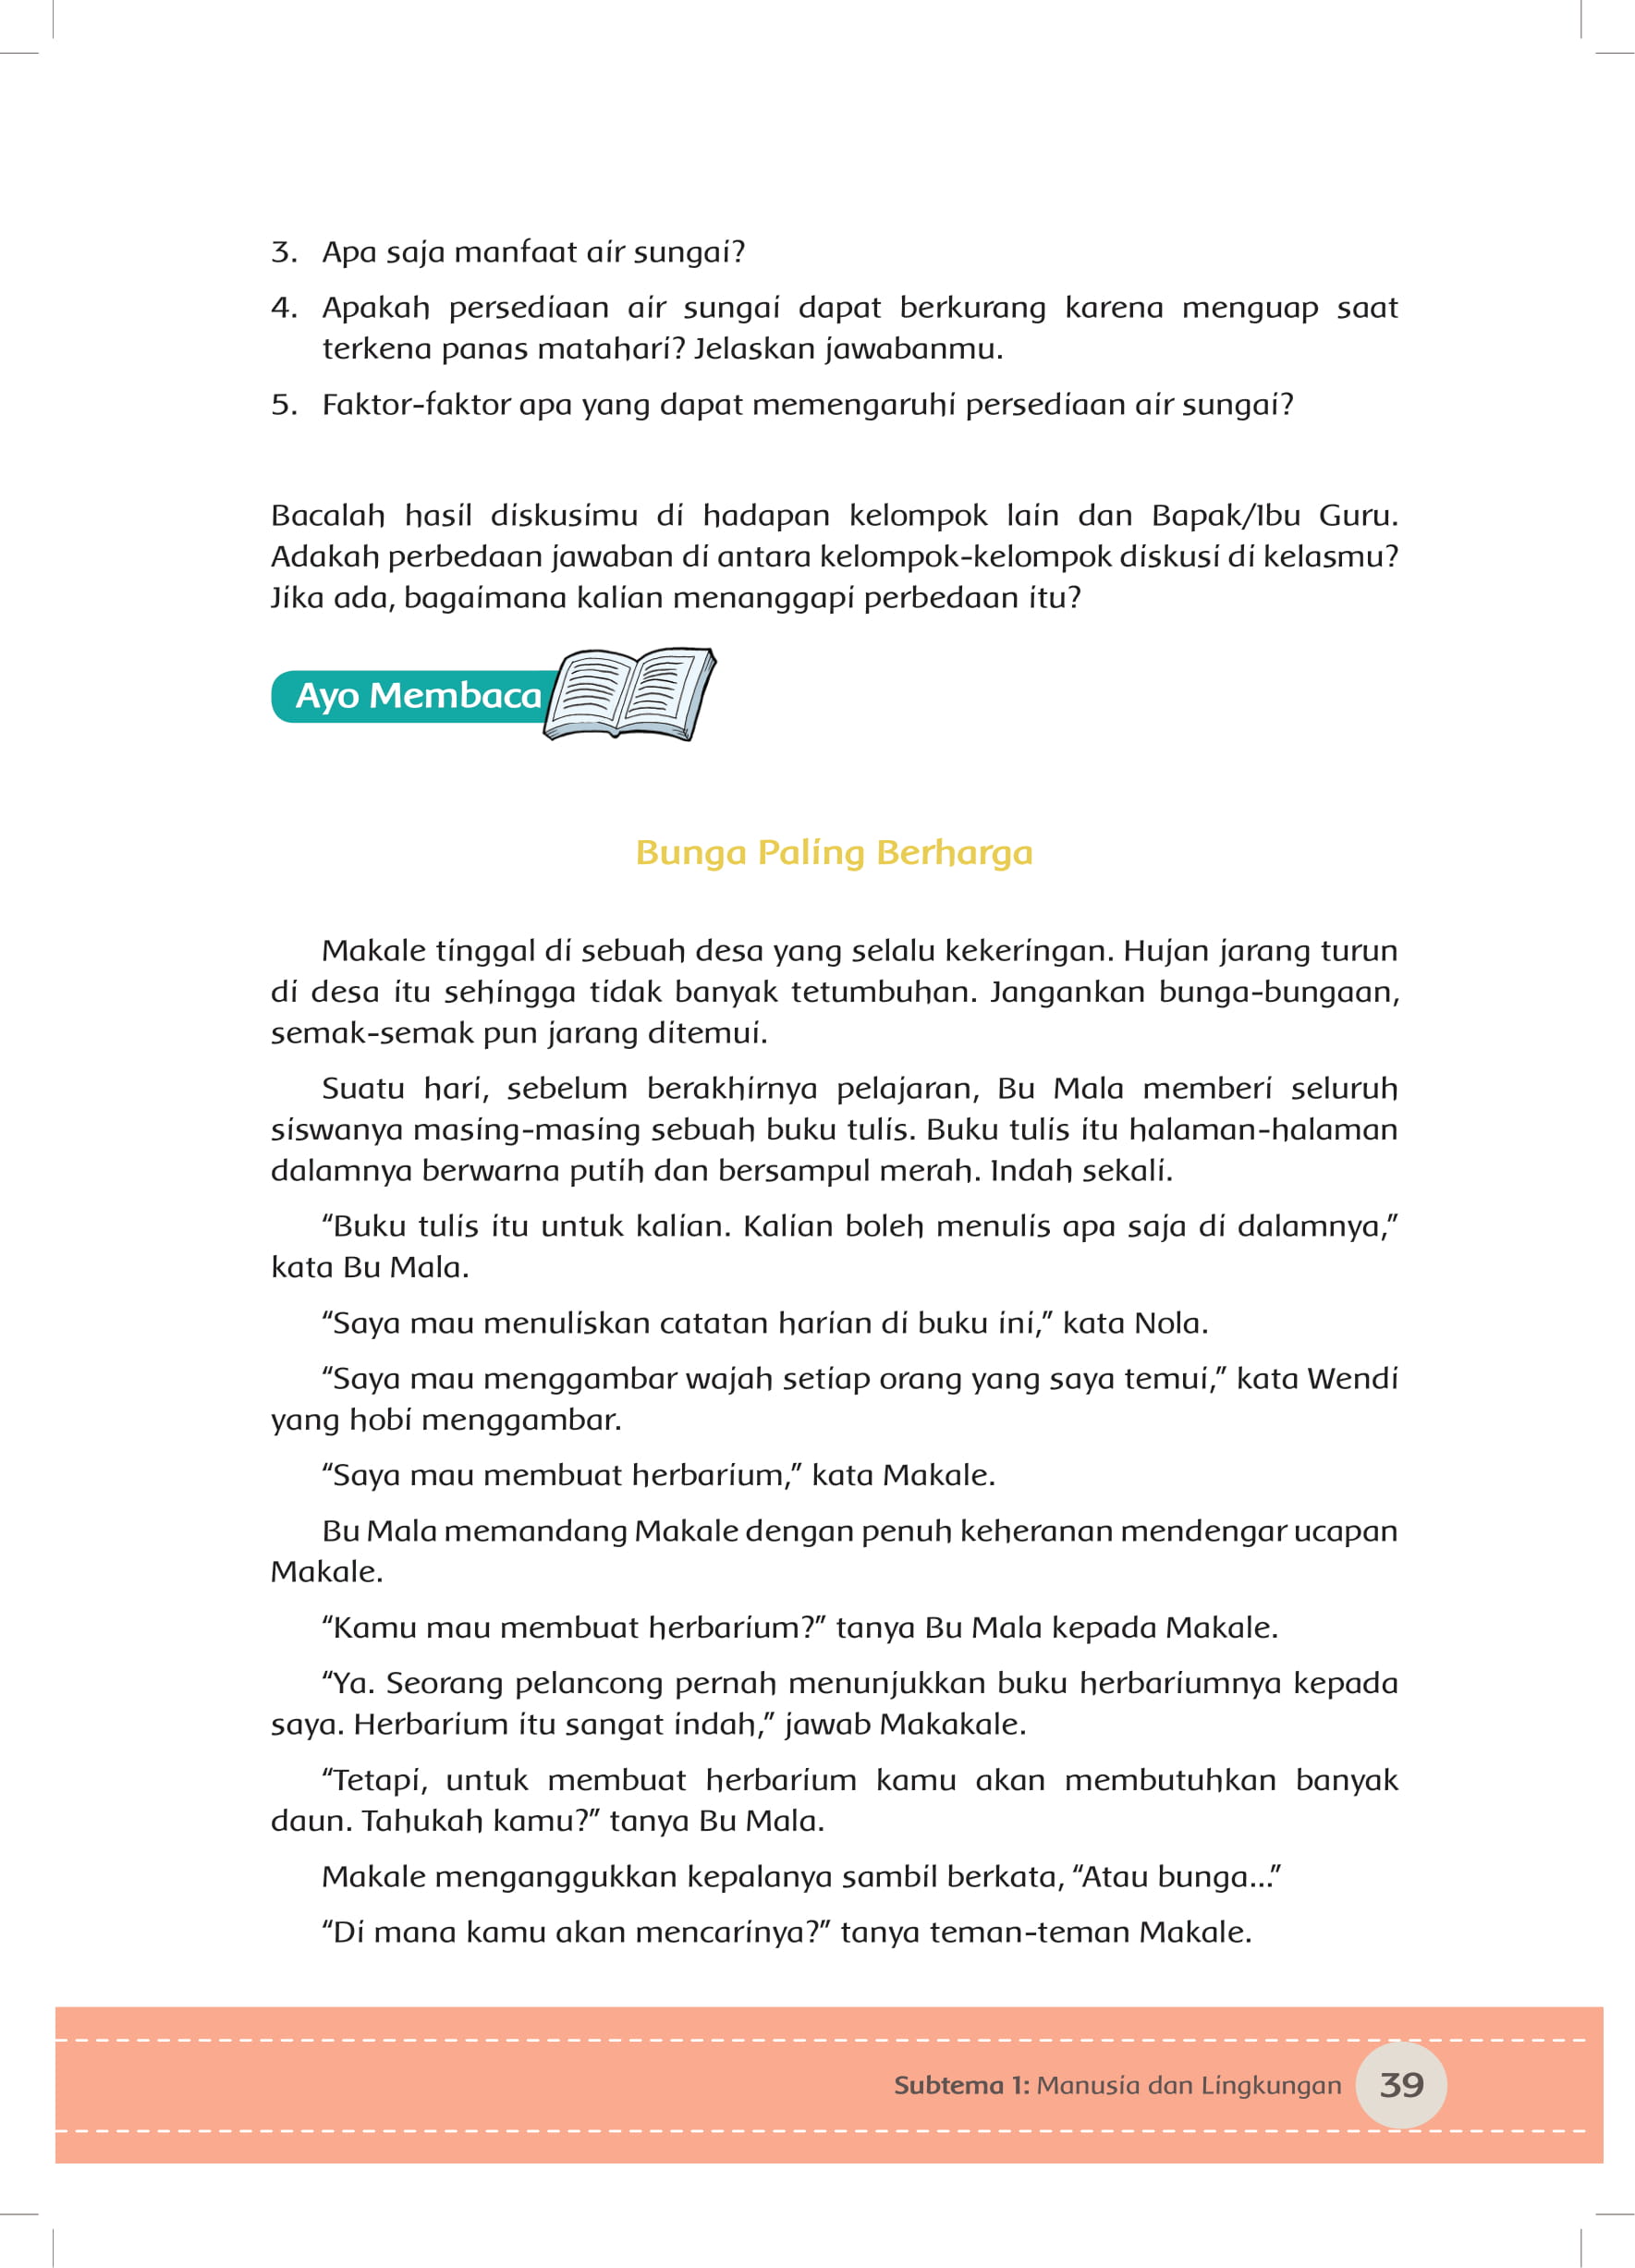 3. Apa saja manfaat air sungai?
4. Apakah persediaan air sungai dapat berkurang karena menguap saat
terkena panas matahari? Jelaskan jawabanmu.
5. Faktor-faktor apa yang dapat memengaruhi persediaan air sungai?
Bacalah hasil diskusimu di hadapan kelompok lain dan Bapak/Ibu Guru.
Adakah perbedaan jawaban di antara kelompok-kelompok diskusi di kelasmu?
Jika ada, bagaimana kalian menanggapi perbedaan itu?
Ayo Membaca
Bunga Paling Berharga
Makale tinggal di sebuah desa yang selalu kekeringan. Hujan jarang turun
di desa itu sehingga tidak banyak tetumbuhan. Jangankan bunga-bungaan,
semak-semak pun jarang ditemui.
Suatu hari, sebelum berakhirnya pelajaran, Bu Mala memberi seluruh
siswanya masing-masing sebuah buku tulis. Buku tulis itu halaman-halaman
dalamnya berwarna putih dan bersampul merah. Indah sekali.
“Buku tulis itu untuk kalian. Kalian boleh menulis apa saja di dalamnya,”
kata Bu Mala.
“Saya mau menuliskan catatan harian di buku ini,” kata Nola.
“Saya mau menggambar wajah setiap orang yang saya temui,” kata Wendi
yang hobi menggambar.
“Saya mau membuat herbarium,” kata Makale.
Bu Mala memandang Makale dengan penuh keheranan mendengar ucapan
Makale.
“Kamu mau membuat herbarium?” tanya Bu Mala kepada Makale.
“Ya. Seorang pelancong pernah menunjukkan buku herbariumnya kepada
saya. Herbarium itu sangat indah,” jawab Makakale.
“Tetapi, untuk membuat herbarium kamu akan membutuhkan banyak
daun. Tahukah kamu?” tanya Bu Mala.
Makale menganggukkan kepalanya sambil berkata, “Atau bunga...”
“Di mana kamu akan mencarinya?” tanya teman-teman Makale.
Subtema 1: Manusia dan Lingkungan 39